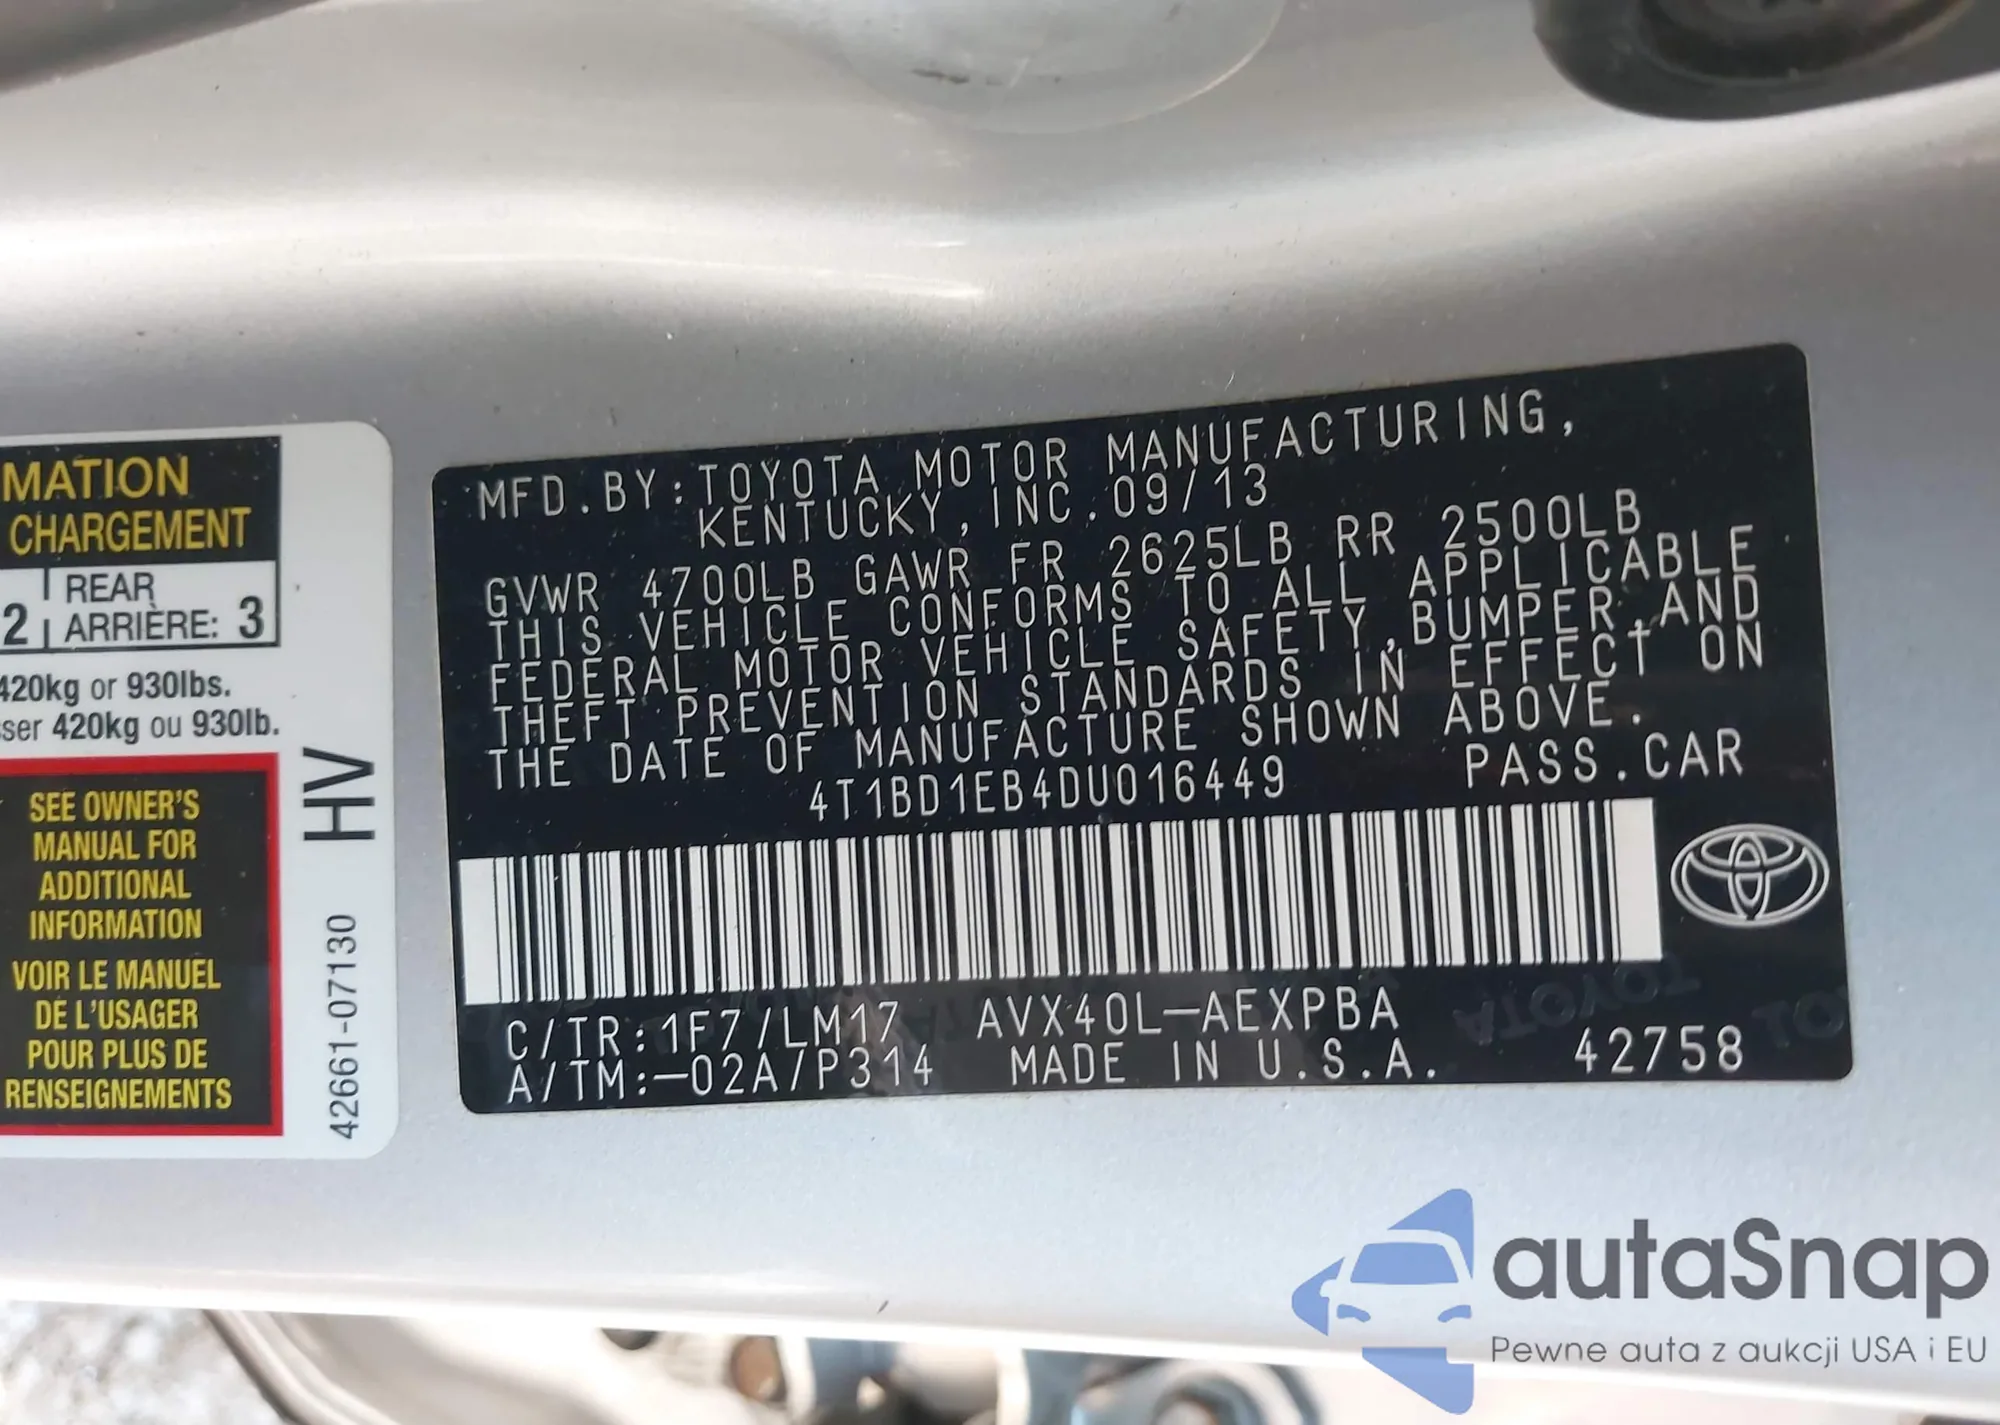 MATION
CHARGEMENT
2 REAR
ARRIÈRE: 3
420kg or 930lbs.
ser 420kg ou 930lb.
SEE OWNER'S
MANUAL FOR
ADDITIONAL
INFORMATION
VOIR LE MANUEL
DE L'USAGER
POUR PLUS DE
RENSEIGNEMENTS
HV
42661-07130
MFD.BY:TOYOTA MOTOR MANUFACTURING,
KENTUCKY,INC.09/13
GVWR 4700LB GAWR FR 2625LB RR 2500LB
THIS VEHICLE CONFORMS TO ALL APPLICABLE
FEDERAL MOTOR VEHICLE SAFETY,BUMPER,AND
THEFT PREVENTION STANDARDS IN EFFECT ON
THE DATE OF MANUFACTURE SHOWN ABOVE.
4T1BD1EB4DU016449 PASS.CAR
C/TR:1F7/LM17 AVX40L-AEXPBA
A/TM:-02A/P314 MADE IN U.S.A. 42758
TOYOTA
TO
autaSnap
Pewne auta z aukcji USA i EU